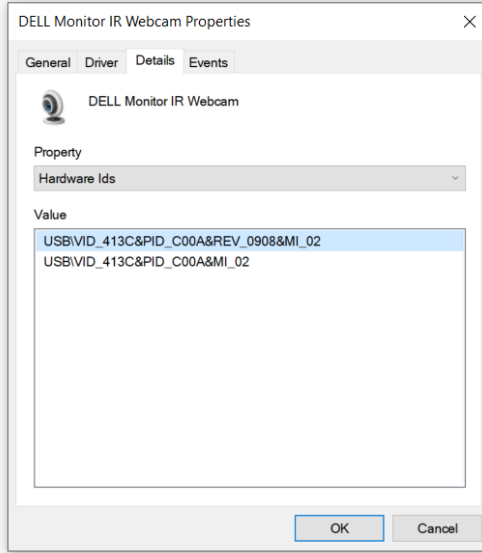 DELL Monitor IR Webcam Properties
General Driver Details Events
DELL Monitor IR Webcam
Property
Hardware Ids
Value
USB\VID_413C&PID_C00A&REV_0908&MI_02
USB\VID_413C&PID_C00A&MI_02
OK Cancel